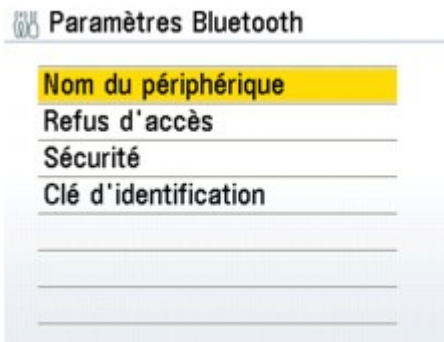 Paramètres Bluetooth
Nom du périphérique
Refus d'accès
Sécurité
Clé d'identification